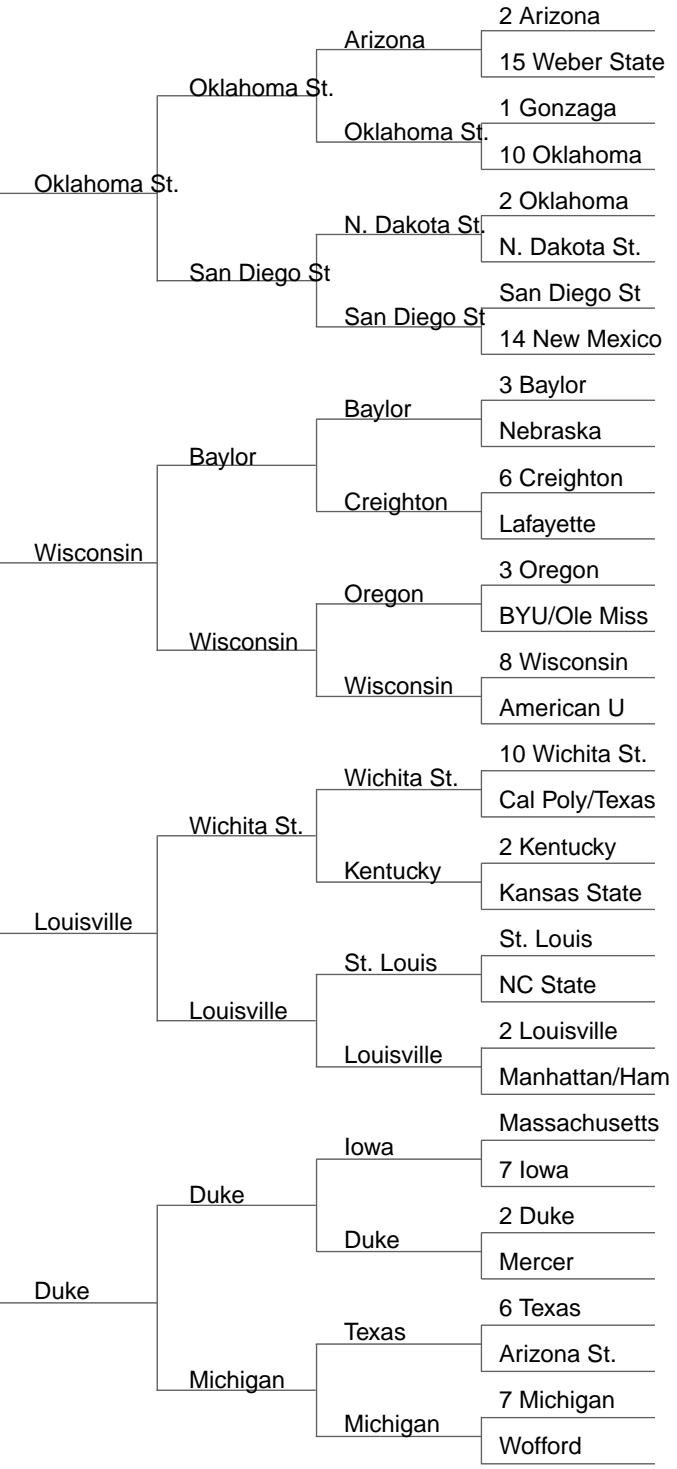 2 Arizona
Arizona
15 Weber State
Oklahoma St.
1 Gonzaga
Oklahoma St.
10 Oklahoma
Oklahoma St.
2 Oklahoma
N. Dakota St.
N. Dakota St.
San Diego St
San Diego St
San Diego St
14 New Mexico
3 Baylor
Baylor
Nebraska
Baylor
6 Creighton
Creighton
Lafayette
Wisconsin
3 Oregon
Oregon
BYU/Ole Miss
Wisconsin
8 Wisconsin
Wisconsin
American U
10 Wichita St.
Wichita St.
Cal Poly/Texas
Wichita St.
2 Kentucky
Kentucky
Kansas State
Louisville
St. Louis
St. Louis
NC State
Louisville
2 Louisville
Louisville
Manhattan/Ham
Massachusetts
Iowa
7 Iowa
Duke
2 Duke
Duke
Mercer
Duke
6 Texas
Texas
Arizona St.
Michigan
7 Michigan
Michigan
Wofford